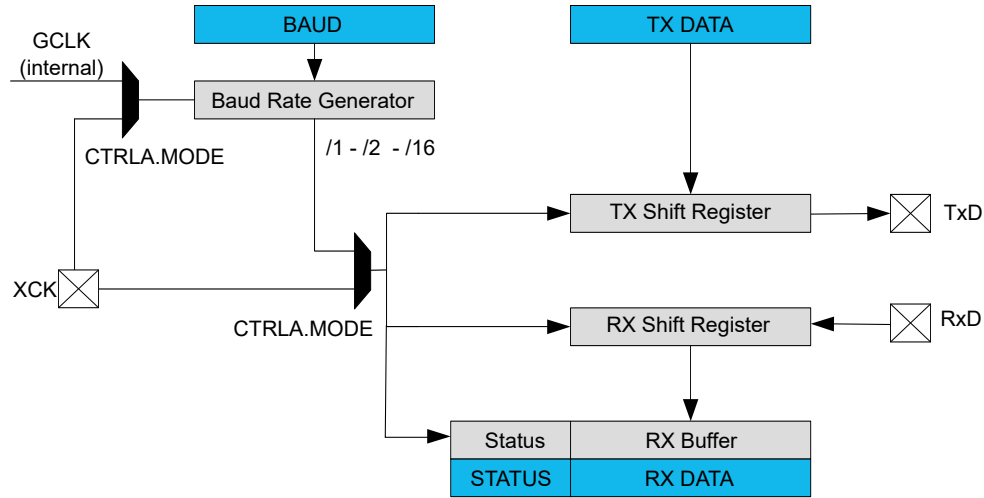 BAUD
TX DATA
GCLK
(internal)
Baud Rate Generator
CTRLA.MODE
/1 - /2 - /16
TX Shift Register
TxD
XCK
CTRLA.MODE
RX Shift Register
RxD
Status
RX Buffer
STATUS
RX DATA